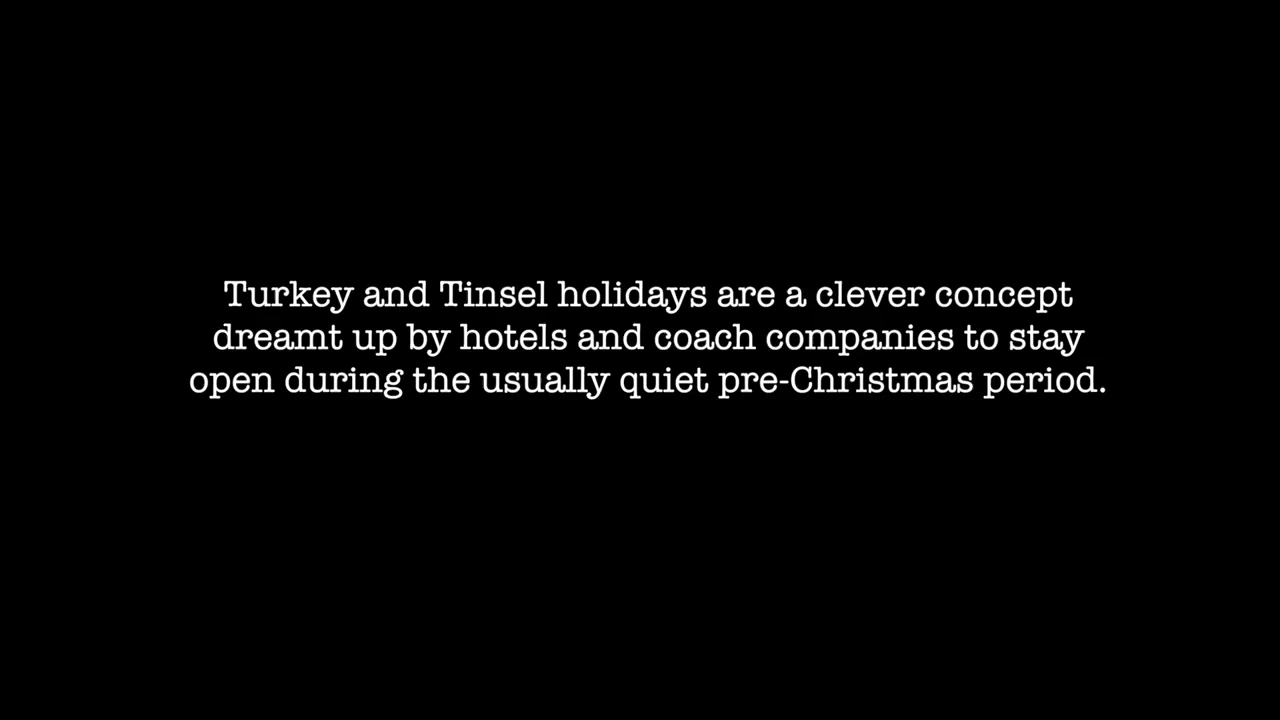 Turkey and Tinsel holidays are a clever concept
dreamt up by hotels and coach companies to stay
open during the usually quiet pre-Christmas period.